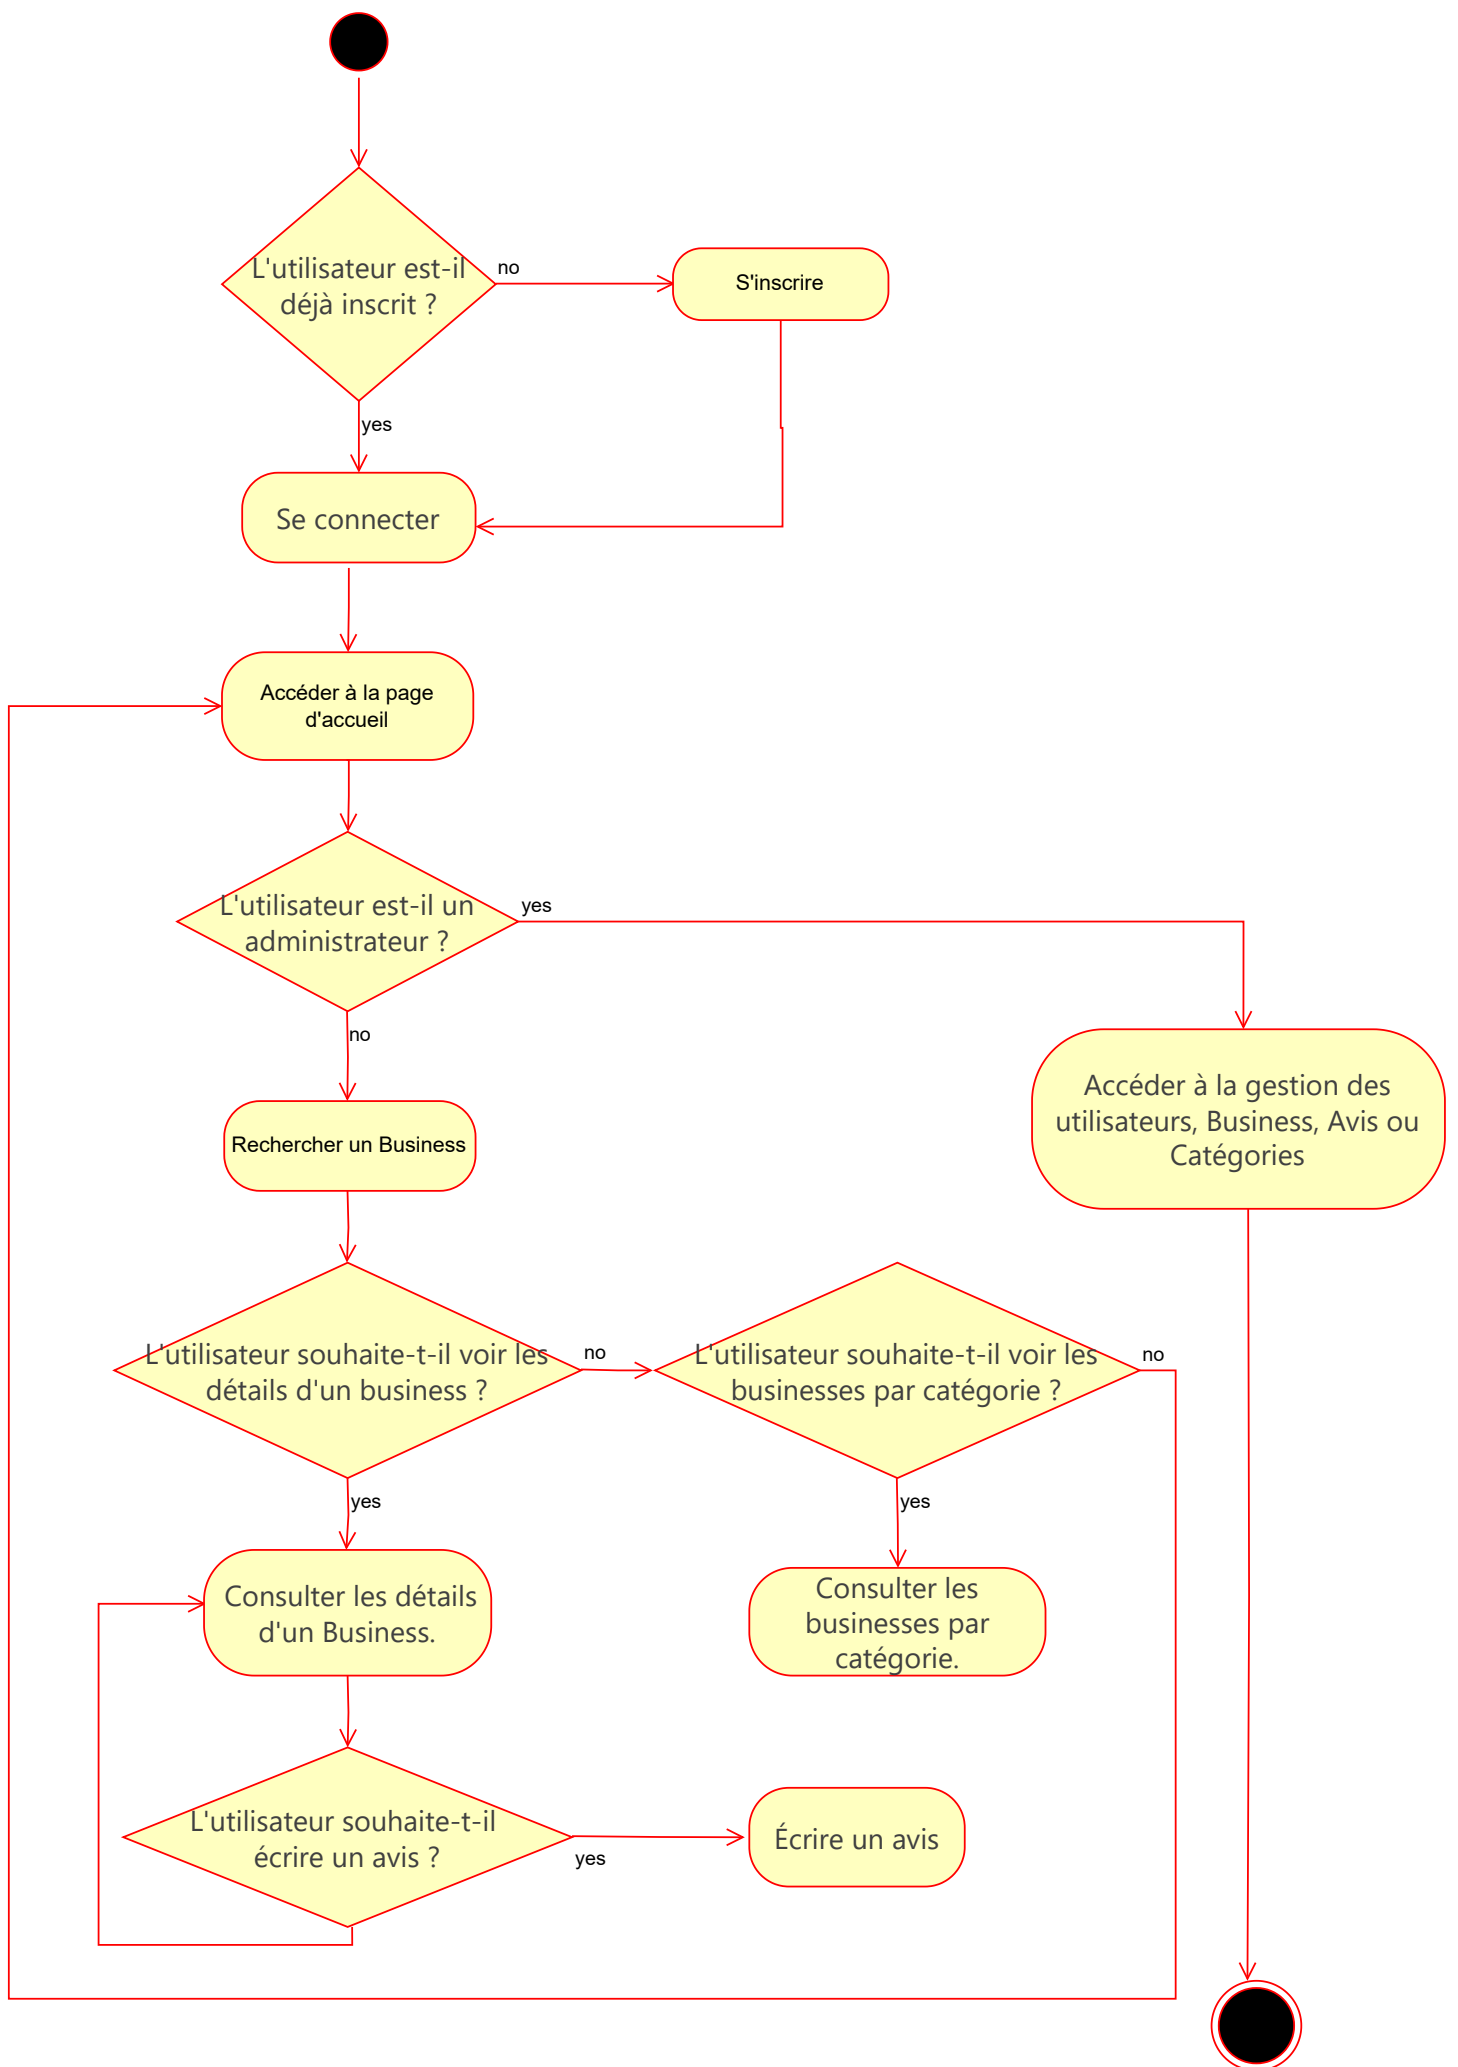 L'utilisateur est-il
déjà inscrit ?
no
S'inscrire
yes
Se connecter
Accéder à la page
d'accueil
L'utilisateur est-il un
administrateur ?
yes
no
Accéder à la gestion des
utilisateurs, Business, Avis ou
Catégories
Rechercher un Business
L'utilisateur souhaite-t-il voir les
détails d'un business ?
no
L'utilisateur souhaite-t-il voir les
businesses par catégorie ?
no
yes
yes
Consulter les détails
d'un Business.
Consulter les
businesses par
catégorie.
L'utilisateur souhaite-t-il
écrire un avis ?
yes
Écrire un avis